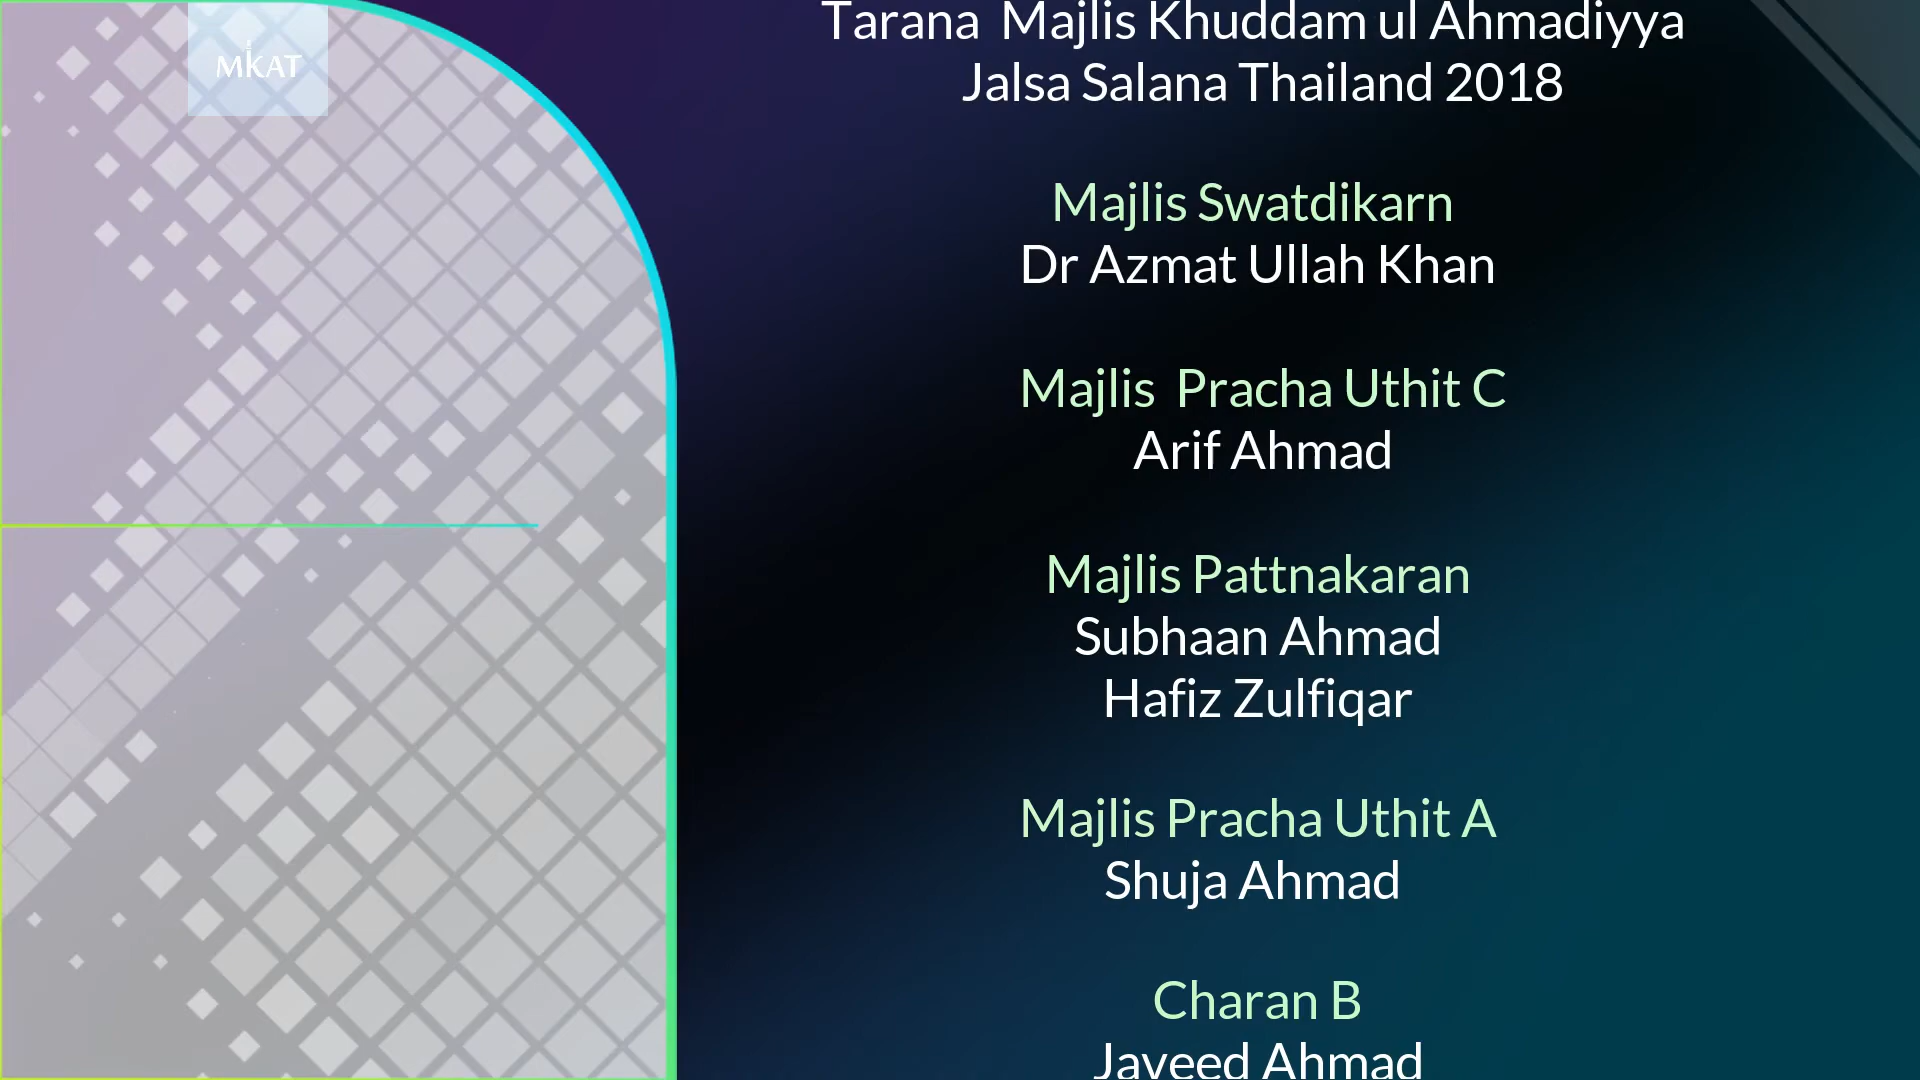 MKAT
Tarana Majlis Khuddam ul Ahmadiyya
Jalsa Salana Thailand 2018
Majlis Swatdikarn
Dr Azmat Ullah Khan
Majlis Pracha Uthit C
Arif Ahmad
Majlis Pattnakaran
Subhaan Ahmad
Hafiz Zulfiqar
Majlis Pracha Uthit A
Shuja Ahmad
Charan B
Javeed Ahmad